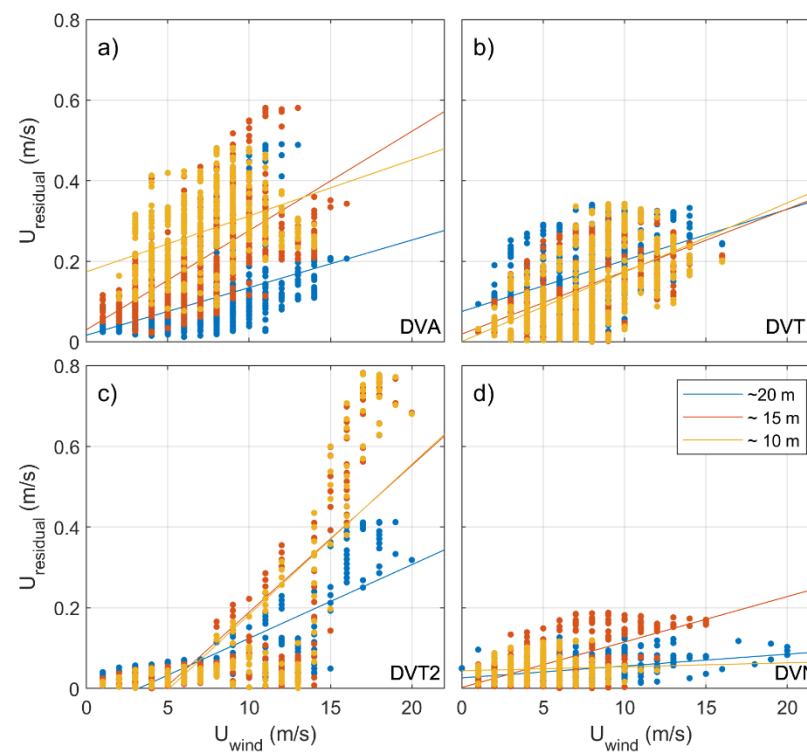 0.8
a)
0.6
0.4
0.2
0
DVA
U_residual (m/s)
b)
DVT
0.8
c)
0.6
0.4
0.2
0
DVT2
U_residual (m/s)
0 5 10 15 20
U_wind (m/s)
d)
~20 m
~ 15 m
~ 10 m
DVN
0 5 10 15 20
U_wind (m/s)